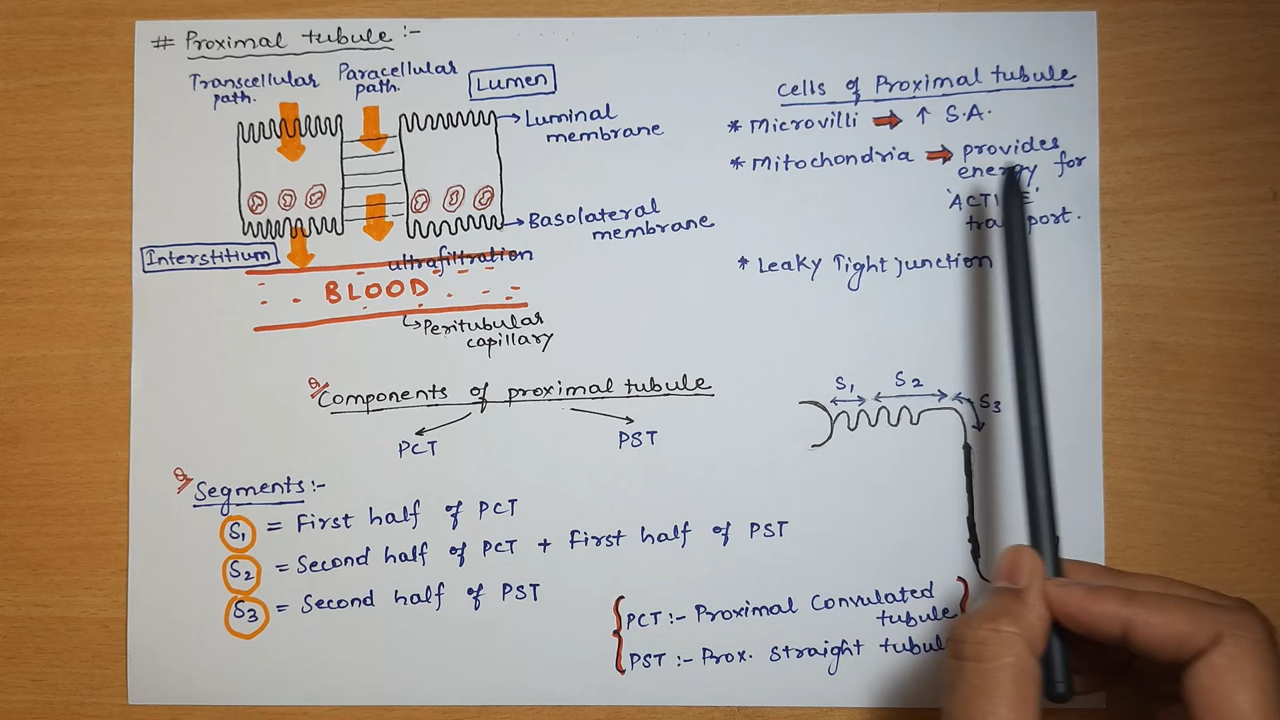 # Proximal tubule :-
Transcellular
path.
Paracellular
path.
Lumen
Luminal
membrane
Basolateral
membrane
Interstitium
ultrafiltration
BLOOD
Peritubular
capillary
Cells of Proximal tubule
* Microvilli → ↑ S.A.
* Mitochondria → provides
energy for
'ACTIVE'
transport.
* Leaky Tight junction
Q/ Components of proximal tubule
PCT
PST
S1
S2
S3
Q/ Segments :-
S1 = First half of PCT
S2 = Second half of PCT + First half of PST
S3 = Second half of PST
PCT :- Proximal Convulated
tubule
PST :- Prox. Straight